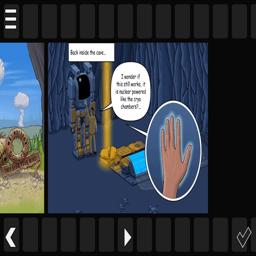 Back inside the cave...
I wonder if
this still works, it
is nuclear powered
like the cryo
chambers?...